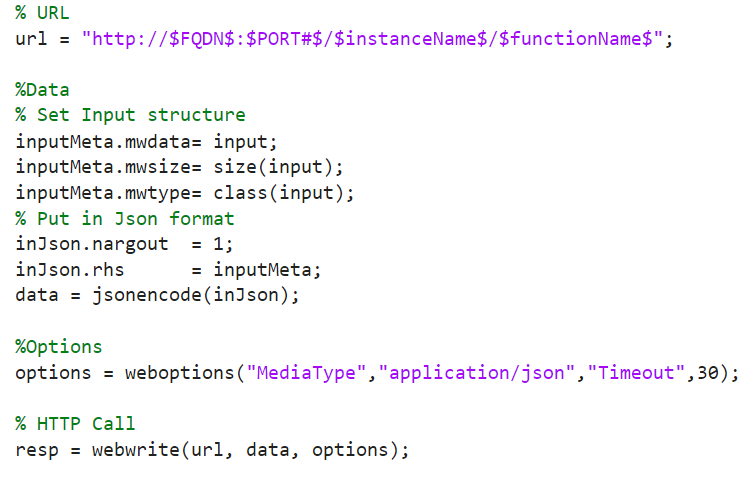 % URL
url = "http://$FQDN$:$PORT#$/$instanceName$/$functionName$";
%Data
% Set Input structure
inputMeta.mwdata= input;
inputMeta.mwsize= size(input);
inputMeta.mwtype= class(input);
% Put in Json format
inJson.nargout  = 1;
inJson.rhs      = inputMeta;
data = jsonencode(inJson);
%Options
options = weboptions("MediaType","application/json","Timeout",30);
% HTTP Call
resp = webwrite(url, data, options);